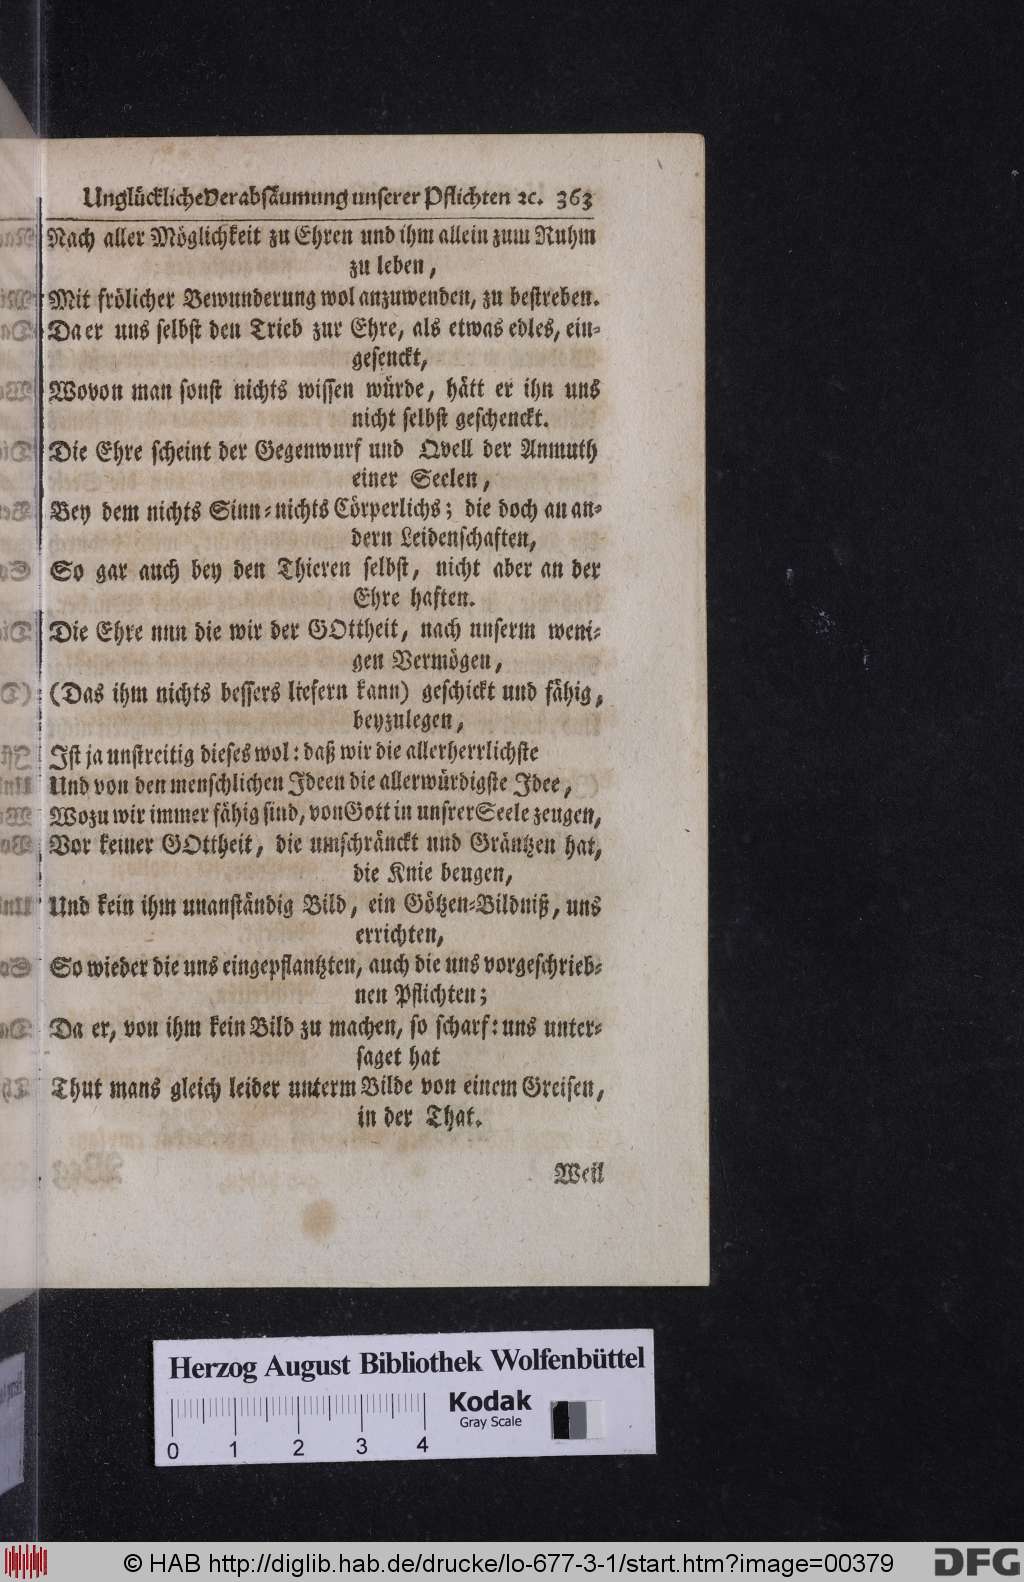 Unglückliche Verabsäumung unserer Pflichten ꝛc. 363
Nach aller Möglichkeit zu Ehren und ihm allein zum Ruhm
zu leben,
Mit frölicher Bewunderung wol anzuwenden, zu bestreben.
Da er uns selbst den Trieb zur Ehre, als etwas edles, ein-
gesenckt,
Wovon man sonst nichts wissen würde, hätt er ihn uns
nicht selbst geschenckt.
Die Ehre scheint der Gegenwurf und Qvell der Anmuth
einer Seelen,
Bey dem nichts Sinn-nichts Cörperlichs; die doch an an-
dern Leidenschaften,
So gar auch bey den Thieren selbst, nicht aber an der
Ehre haften.
Die Ehre nun die wir der GOttheit, nach unserm weni-
gen Vermögen,
(Das ihm nichts bessers liefern kann) geschickt und fähig,
beyzulegen,
Ist ja unstreitig dieses wol: daß wir die allerherrlichste
Und von den menschlichen Ideen die allerwürdigste Idee,
Wozu wir immer fähig sind, von Gott in unsrer Seele zeugen,
Vor keiner GOttheit, die umschränckt und Gräntzen hat,
die Knie beugen,
Und kein ihm unanständig Bild, ein Götzen-Bildniß, uns
errichten,
So wieder die uns eingepflantzten, auch die uns vorgeschrieb-
nen Pflichten;
Da er, von ihm kein Bild zu machen, so scharf: uns unter-
saget hat
Thut mans gleich leider unterm Bilde von einem Greisen,
in der That.
Weil
Herzog August Bibliothek Wolfenbüttel
Kodak
Gray Scale
0 1 2 3 4
© HAB http://diglib.hab.de/drucke/lo-677-3-1/start.htm?image=00379
DFG